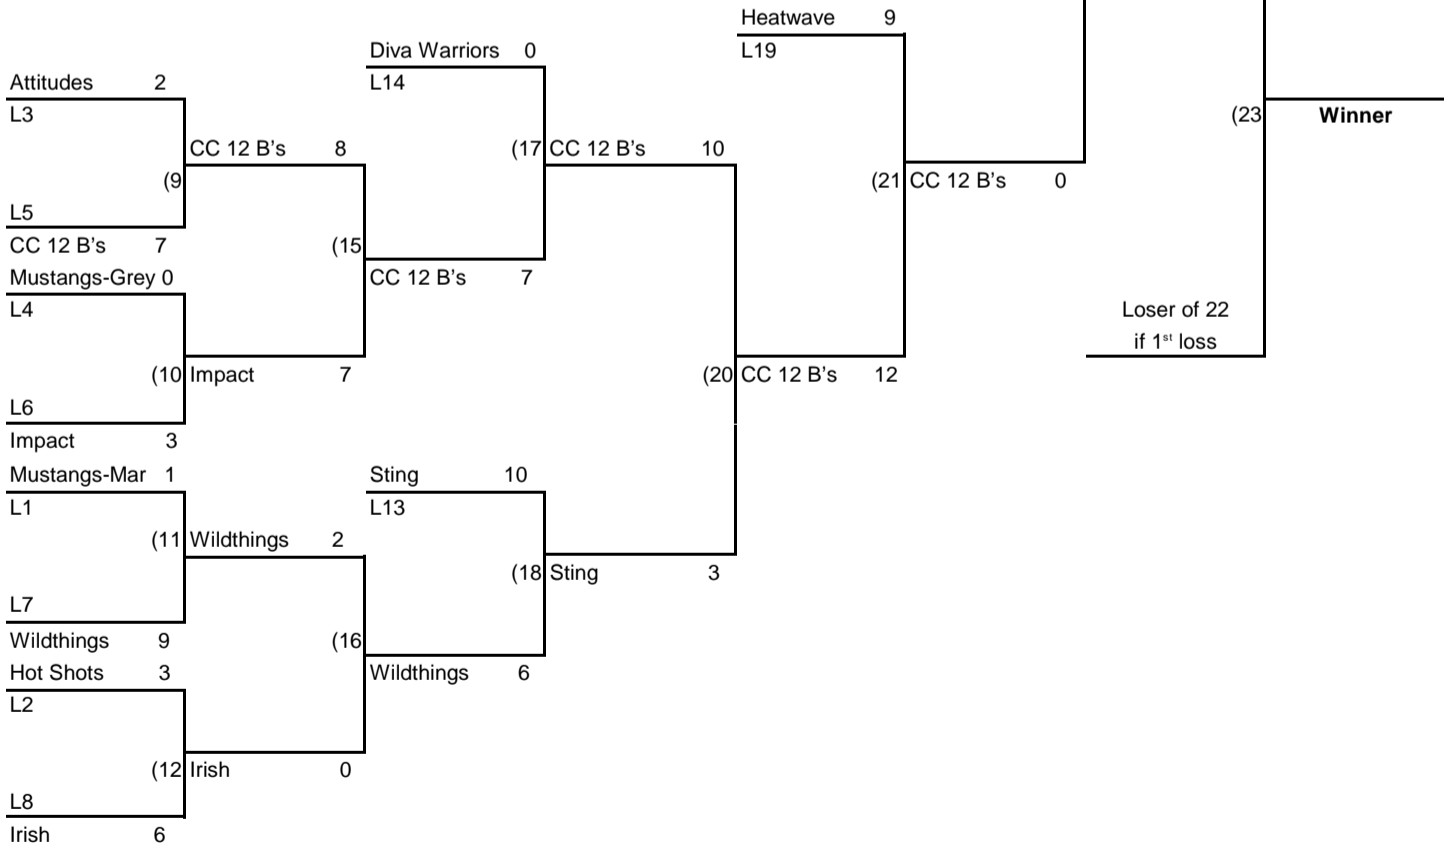 Heatwave 9
L19
Diva Warriors 0
L14
Attitudes 2
L3
(23 Winner
CC 12 B’s 8
(17 CC 12 B’s 10
(9
(21 CC 12 B’s 0
L5
CC 12 B’s 7
(15
Mustangs-Grey 0
CC 12 B’s 7
L4
Loser of 22
if 1st loss
(10 Impact 7
(20 CC 12 B’s 12
L6
Impact 3
Mustangs-Mar 1
Sting 10
L1
L13
(11 Wildthings 2
(18 Sting 3
L7
Wildthings 9
(16
Hot Shots 3
Wildthings 6
L2
(12 Irish 0
L8
Irish 6